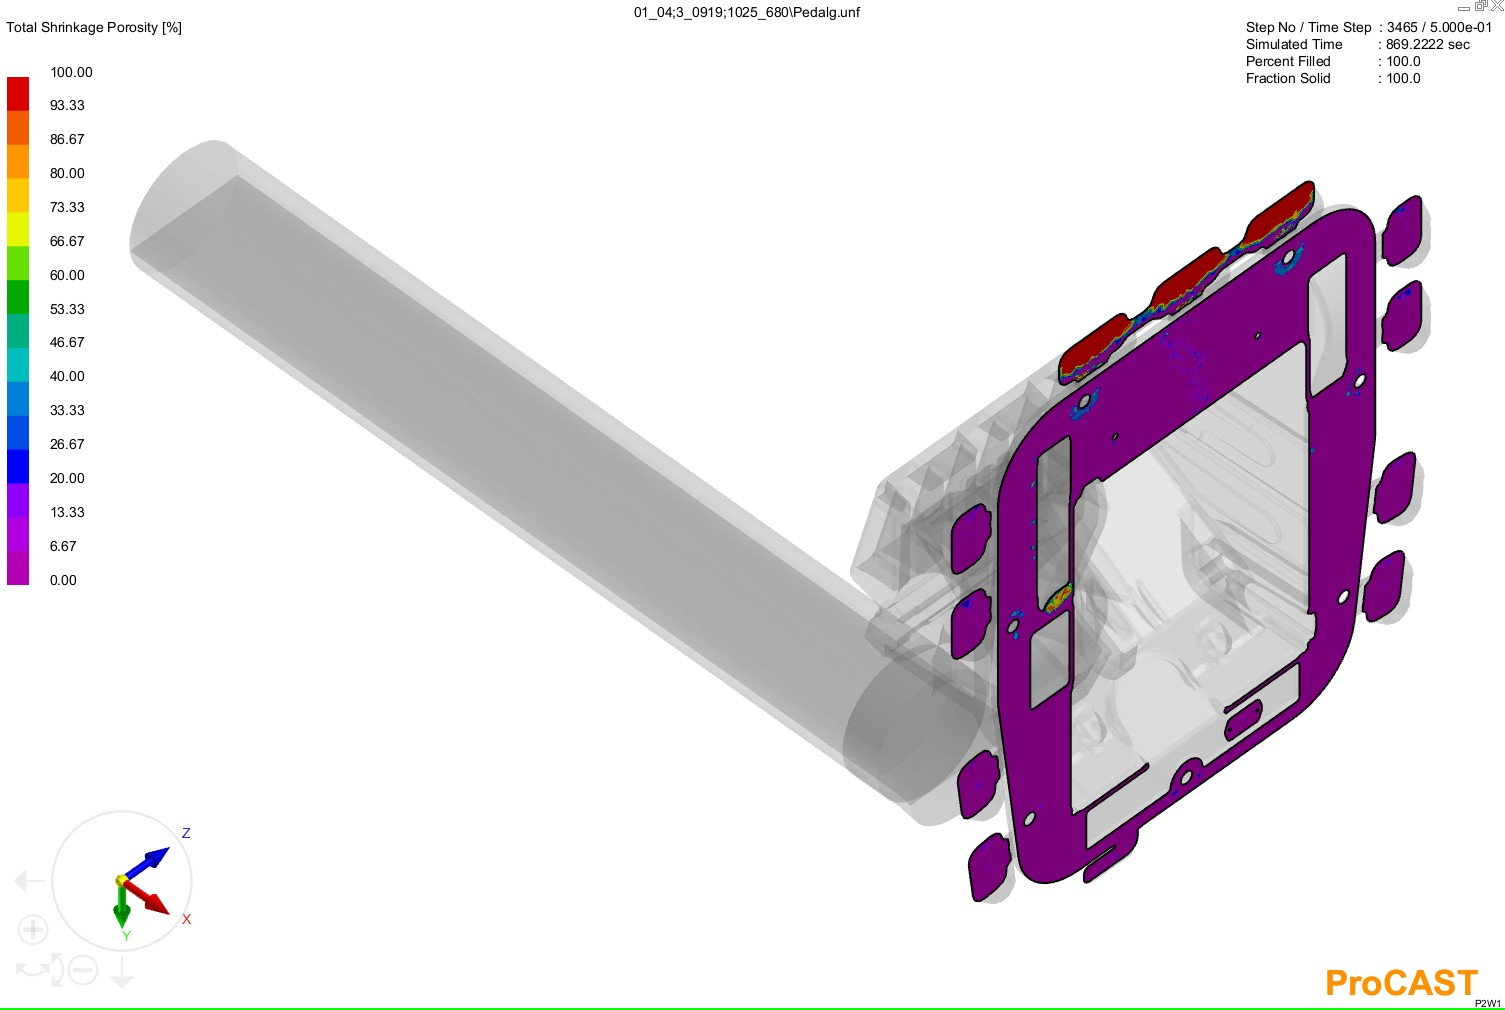 01_04;3_0919;1025_680\Pedalg.unf
Total Shrinkage Porosity [%]
Step No / Time Step : 3465 / 5.000e-01
Simulated Time : 869.2222 sec
Percent Filled : 100.0
Fraction Solid : 100.0
100.00
93.33
86.67
80.00
73.33
66.67
60.00
53.33
46.67
40.00
33.33
26.67
20.00
13.33
6.67
0.00
Z
X
Y
ProCAST
P2W1